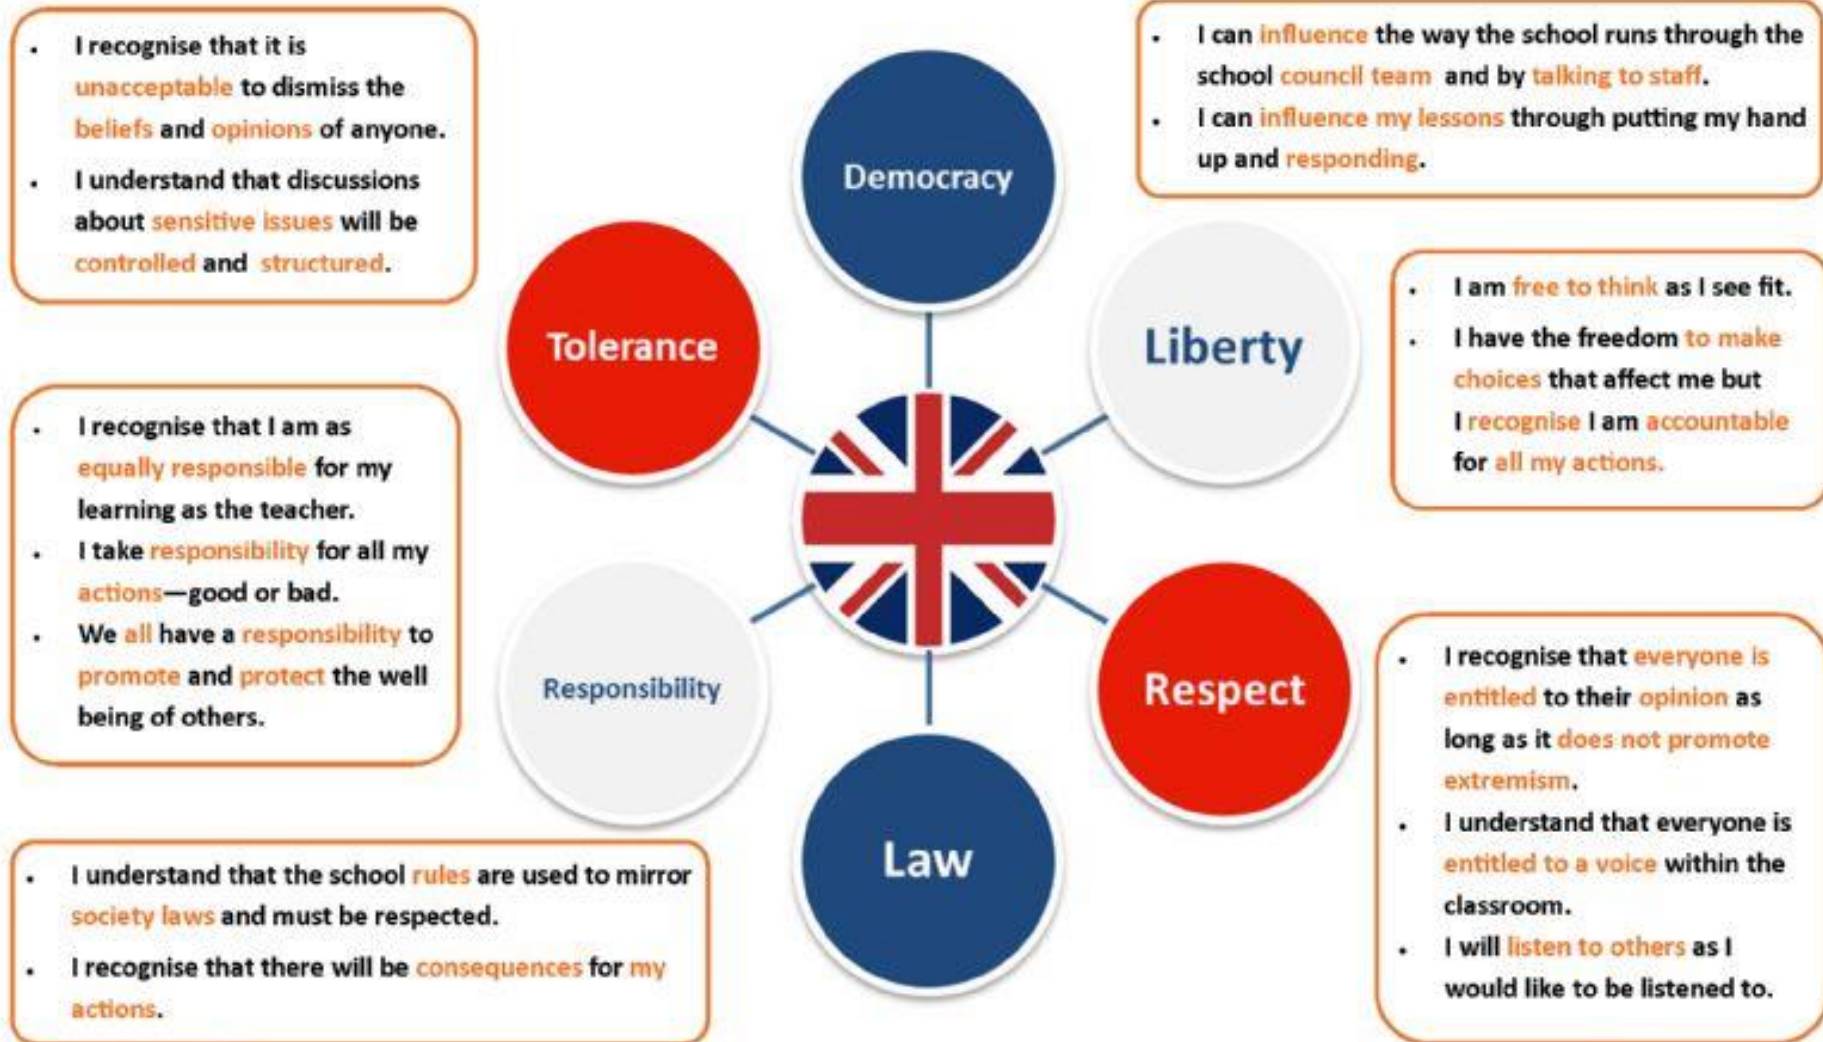 I recognise that it is
unacceptable to dismiss the
beliefs and opinions of anyone.
I understand that discussions
about sensitive issues will be
controlled and structured.
Democracy
I can influence the way the school runs through the
school council team and by talking to staff.
I can influence my lessons through putting my hand
up and responding.
Tolerance
Liberty
I am free to think as I see fit.
I have the freedom to make
choices that affect me but
I recognise I am accountable
for all my actions.
I recognise that I am as
equally responsible for my
learning as the teacher.
I take responsibility for all my
actions—good or bad.
We all have a responsibility to
promote and protect the well
being of others.
Responsibility
Respect
I recognise that everyone is
entitled to their opinion as
long as it does not promote
extremism.
I understand that everyone is
entitled to a voice within the
classroom.
I will listen to others as I
would like to be listened to.
Law
I understand that the school rules are used to mirror
society laws and must be respected.
I recognise that there will be consequences for my
actions.